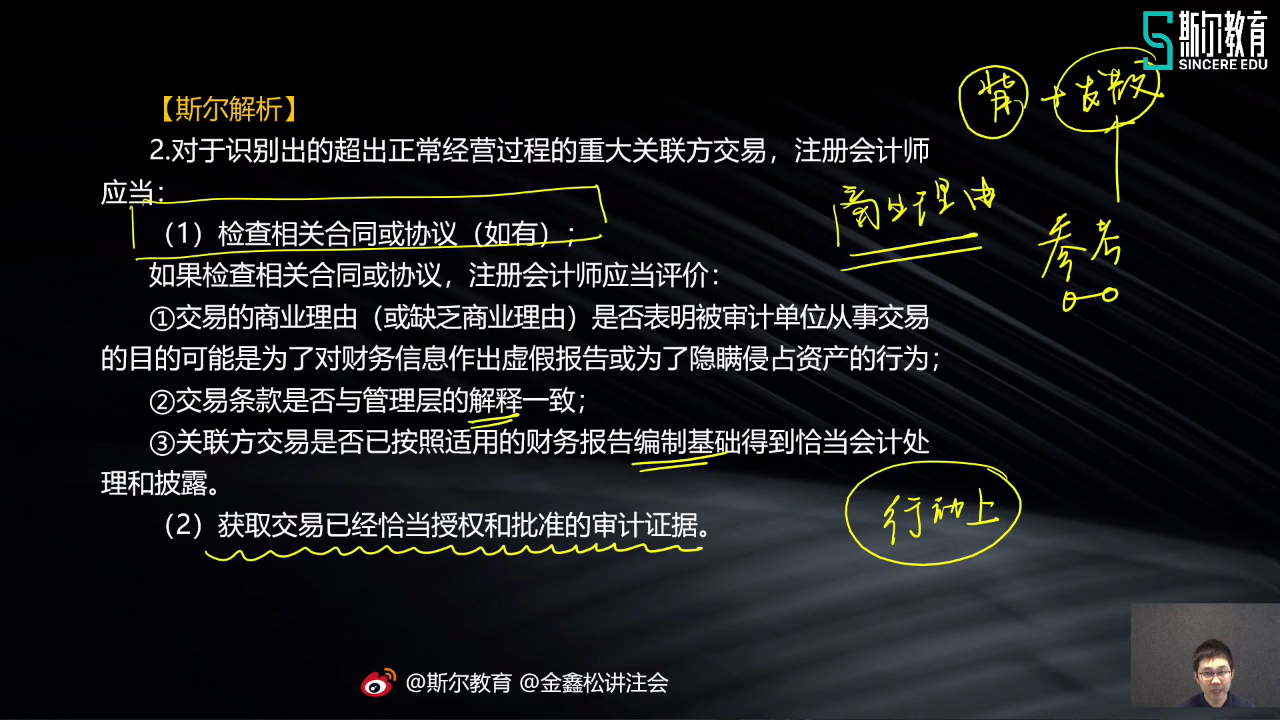 斯尔教育
SINCERE EDU
背 + 发散
【斯尔解析】
2.对于识别出的超出正常经营过程的重大关联方交易，注册会计师
应当：
商业理由
参考
（1）检查相关合同或协议（如有）；
如果检查相关合同或协议，注册会计师应当评价：
①交易的商业理由（或缺乏商业理由）是否表明被审计单位从事交易
的目的可能是为了对财务信息作出虚假报告或为了隐瞒侵占资产的行为；
②交易条款是否与管理层的解释一致；
③关联方交易是否已按照适用的财务报告编制基础得到恰当会计处
理和披露。
行动上
（2）获取交易已经恰当授权和批准的审计证据。
@斯尔教育 @金鑫松讲注会